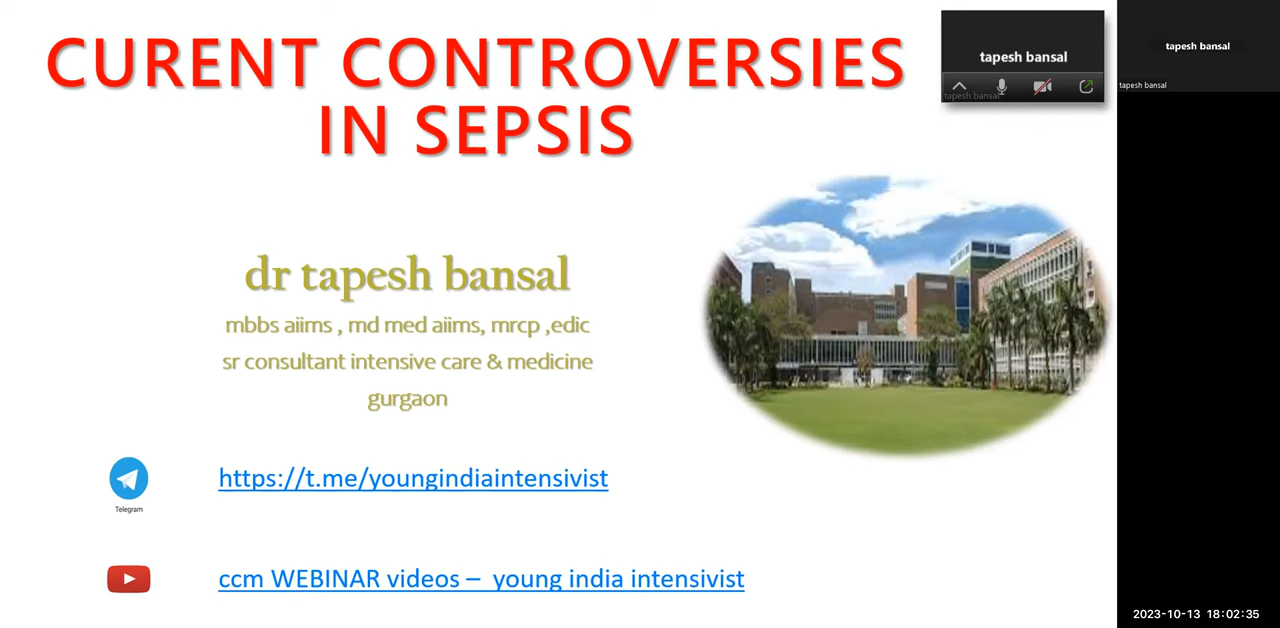 CURENT CONTROVERSIES
IN SEPSIS
tapesh bansal
tapesh bansal
tapesh bansal
tapesh bansal
dr tapesh bansal
mbbs aiims , md med aiims, mrcp ,edic
sr consultant intensive care & medicine
gurgaon
https://t.me/youngindiaintensivist
Telegram
ccm WEBINAR videos – young india intensivist
2023-10-13 18:02:35